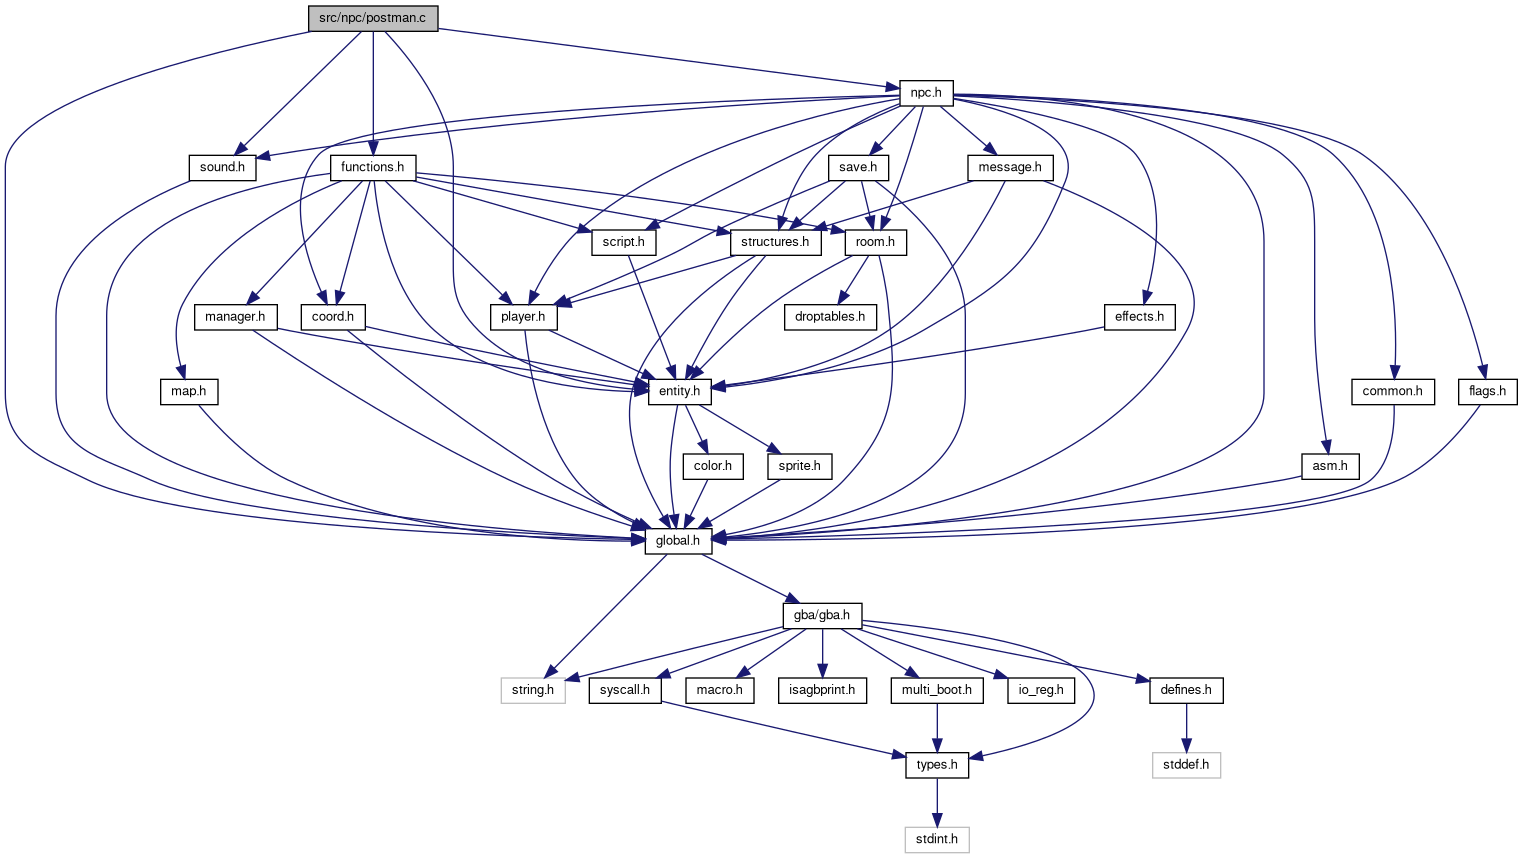 src/npc/postman.c
npc.h
sound.h
functions.h
save.h
message.h
script.h
structures.h
room.h
manager.h
coord.h
player.h
droptables.h
effects.h
map.h
entity.h
common.h
flags.h
color.h
sprite.h
asm.h
global.h
gba/gba.h
string.h
syscall.h
macro.h
isagbprint.h
multi_boot.h
io_reg.h
defines.h
types.h
stddef.h
stdint.h